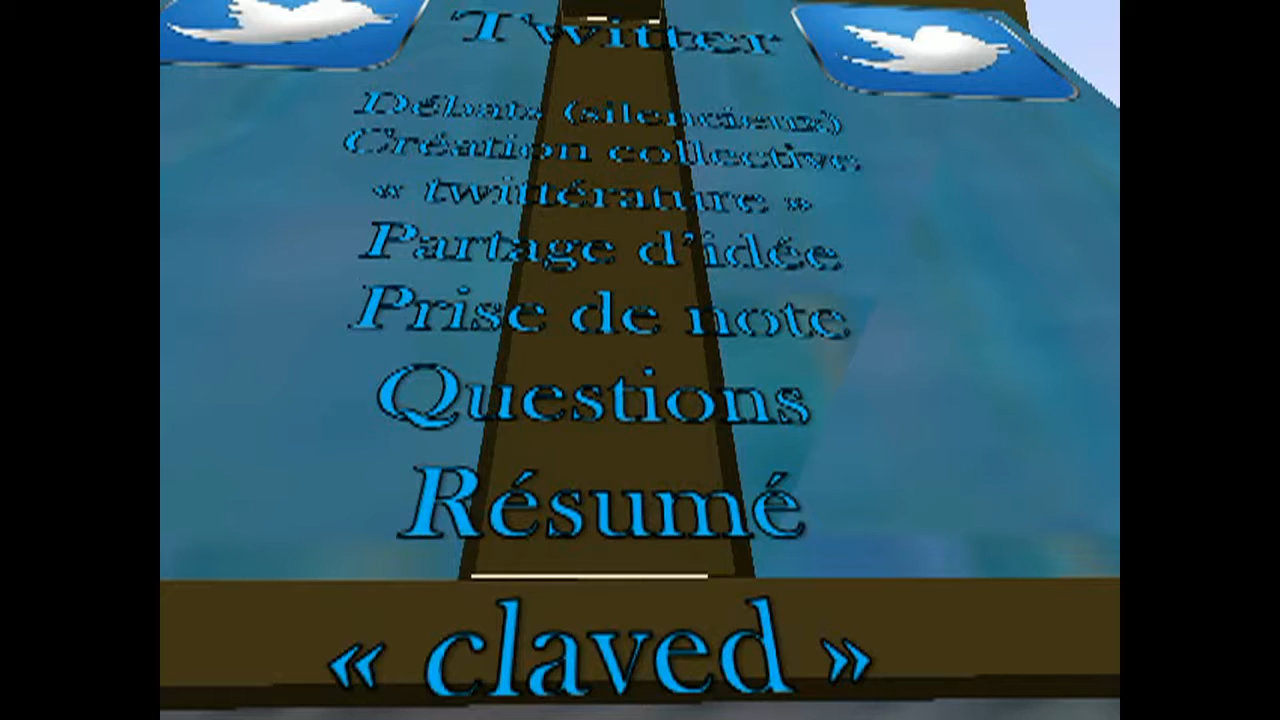 Twitter
Débats (silencieux)
Création collective
« twittérature »
Partage d'idée
Prise de note
Questions
Résumé
« claved »